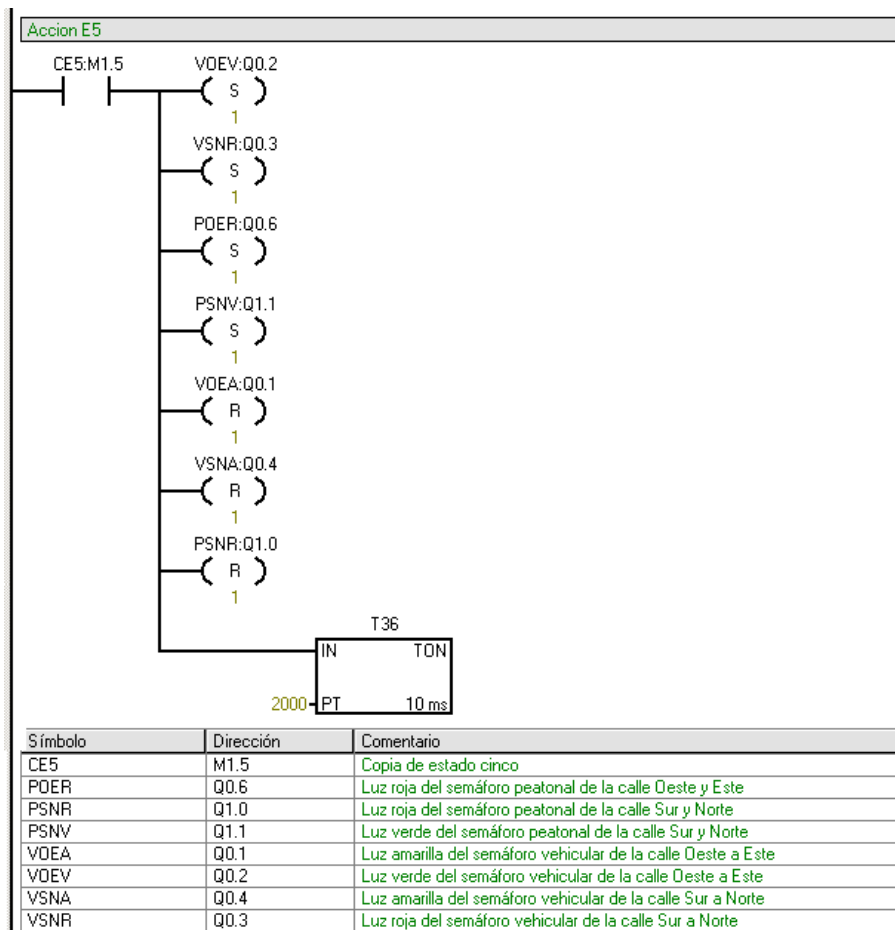 Accion E5
CE5:M1.5 VOEV:Q0.2
S
1
VSNR:Q0.3
S
1
POER:Q0.6
S
1
PSNV:Q1.1
S
1
VOEA:Q0.1
R
1
VSNA:Q0.4
R
1
PSNR:Q1.0
R
1
T36
IN TON
2000 PT 10 ms
Símbolo Dirección Comentario
CE5 M1.5 Copia de estado cinco
POER Q0.6 Luz roja del semáforo peatonal de la calle Oeste y Este
PSNR Q1.0 Luz roja del semáforo peatonal de la calle Sur y Norte
PSNV Q1.1 Luz verde del semáforo peatonal de la calle Sur y Norte
VOEA Q0.1 Luz amarilla del semáforo vehicular de la calle Oeste a Este
VOEV Q0.2 Luz verde del semáforo vehicular de la calle Oeste a Este
VSNA Q0.4 Luz amarilla del semáforo vehicular de la calle Sur a Norte
VSNR Q0.3 Luz roja del semáforo vehicular de la calle Sur a Norte